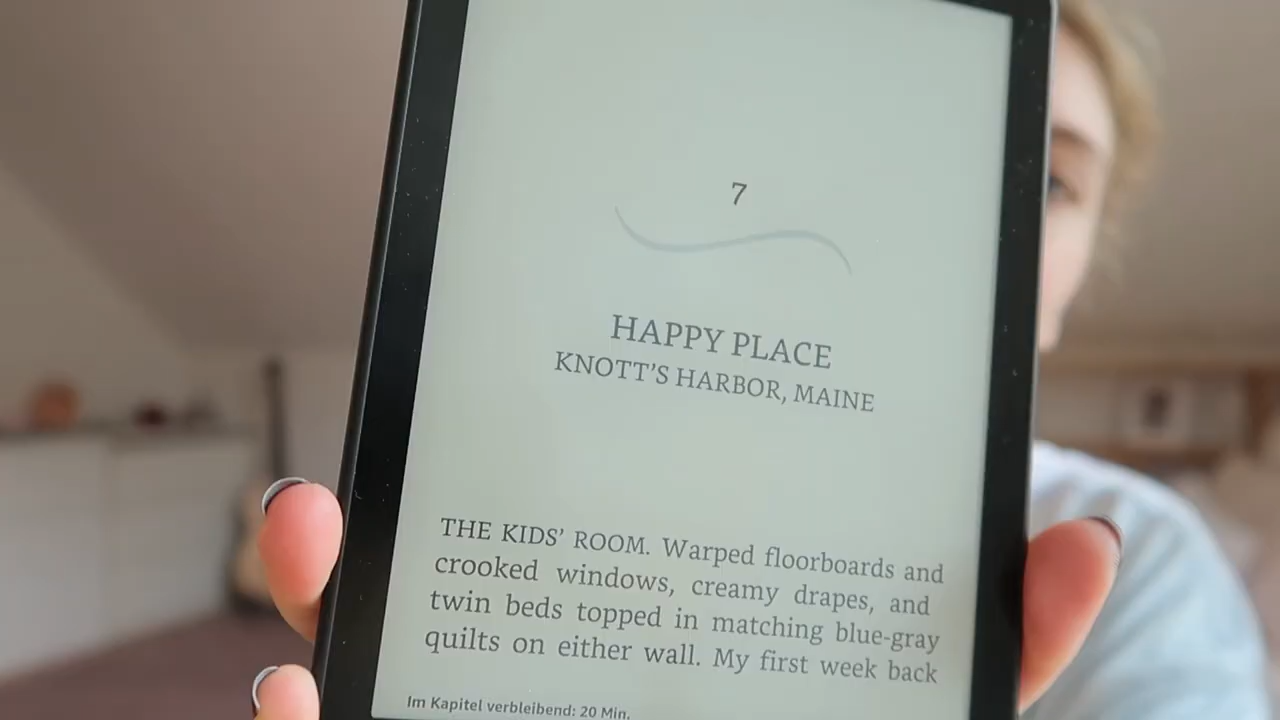 7
HAPPY PLACE
KNOTT’S HARBOR, MAINE
THE KIDS’ ROOM. Warped floorboards and
crooked windows, creamy drapes, and
twin beds topped in matching blue-gray
quilts on either wall. My first week back
Im Kapitel verbleibend: 20 Min.